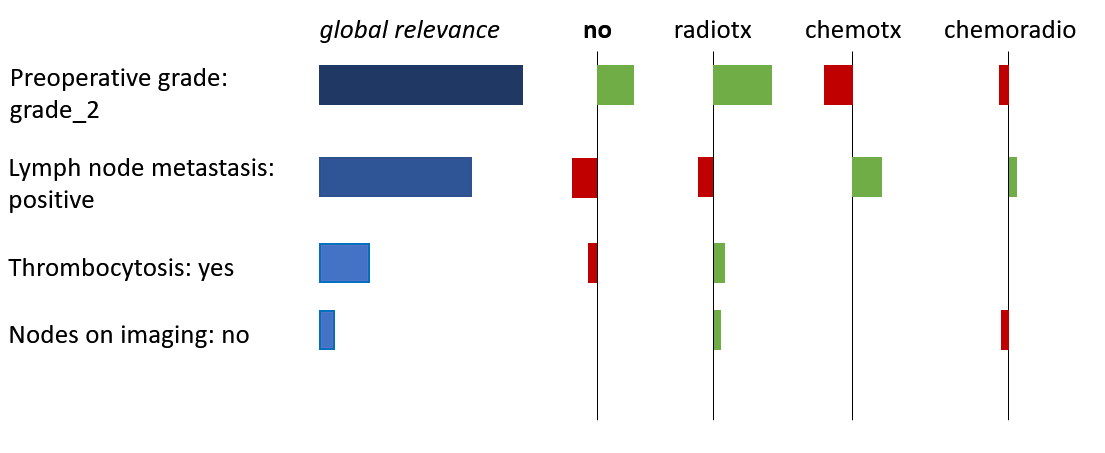 global relevance no radiotx chemotx chemoradio
Preoperative grade:
grade_2
Lymph node metastasis:
positive
Thrombocytosis: yes
Nodes on imaging: no